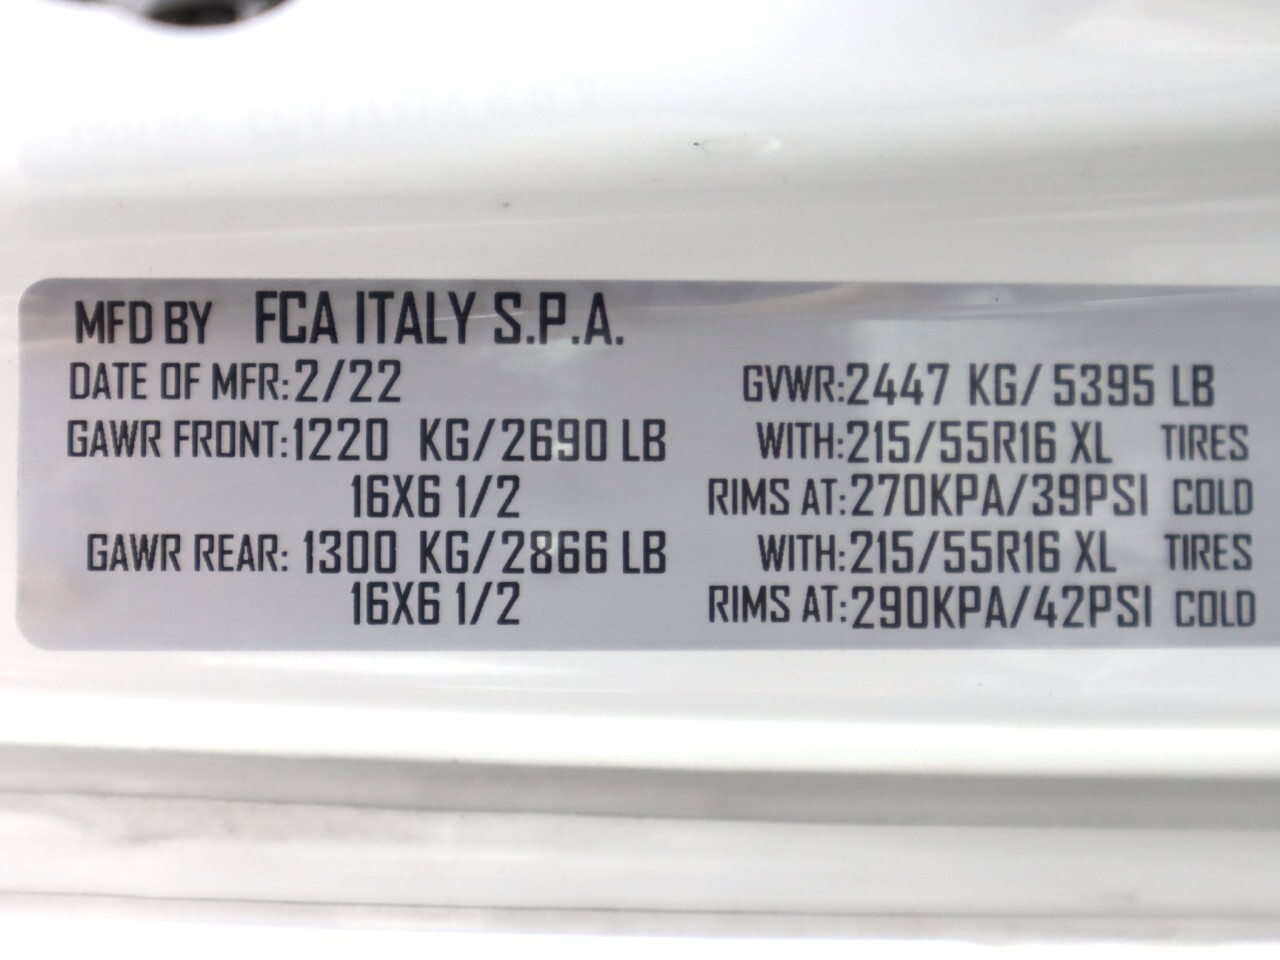 MFD BY FCA ITALY S.P.A.
DATE OF MFR:2/22 GVWR:2447 KG/ 5395 LB
GAWR FRONT:1220 KG/2690 LB WITH:215/55R16 XL TIRES
16X6 1/2 RIMS AT:270KPA/39PSI COLD
GAWR REAR: 1300 KG/2866 LB WITH:215/55R16 XL TIRES
16X6 1/2 RIMS AT:290KPA/42PSI COLD